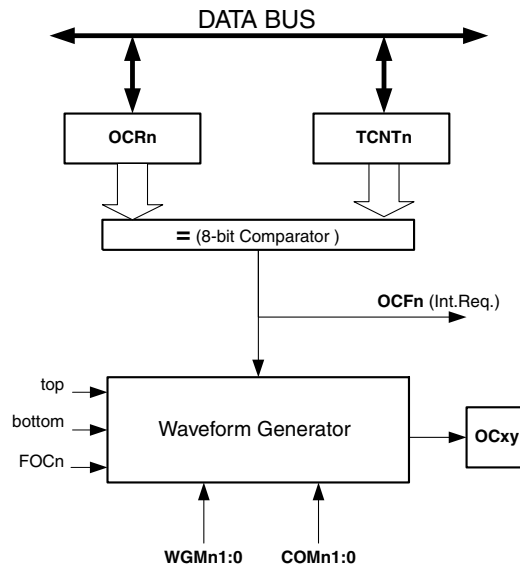 DATA BUS
OCRn
TCNTn
= (8-bit Comparator )
OCFn (Int.Req.)
top
bottom
FOCn
Waveform Generator
OCxy
WGMn1:0
COMn1:0